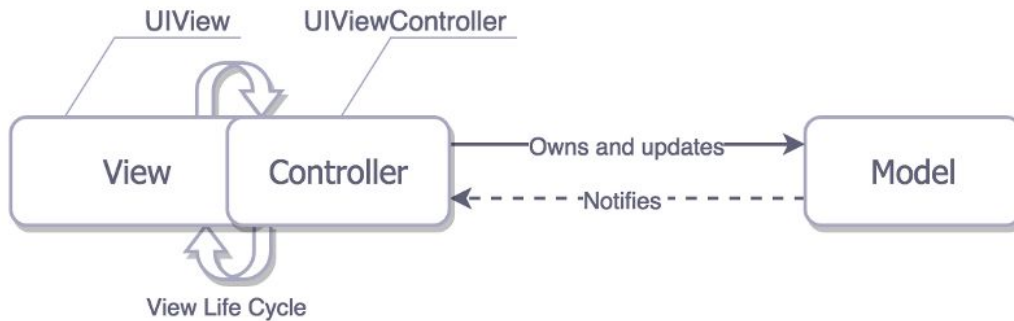 UIView
UIViewController
View
Controller
Owns and updates
Model
Notifies
View Life Cycle